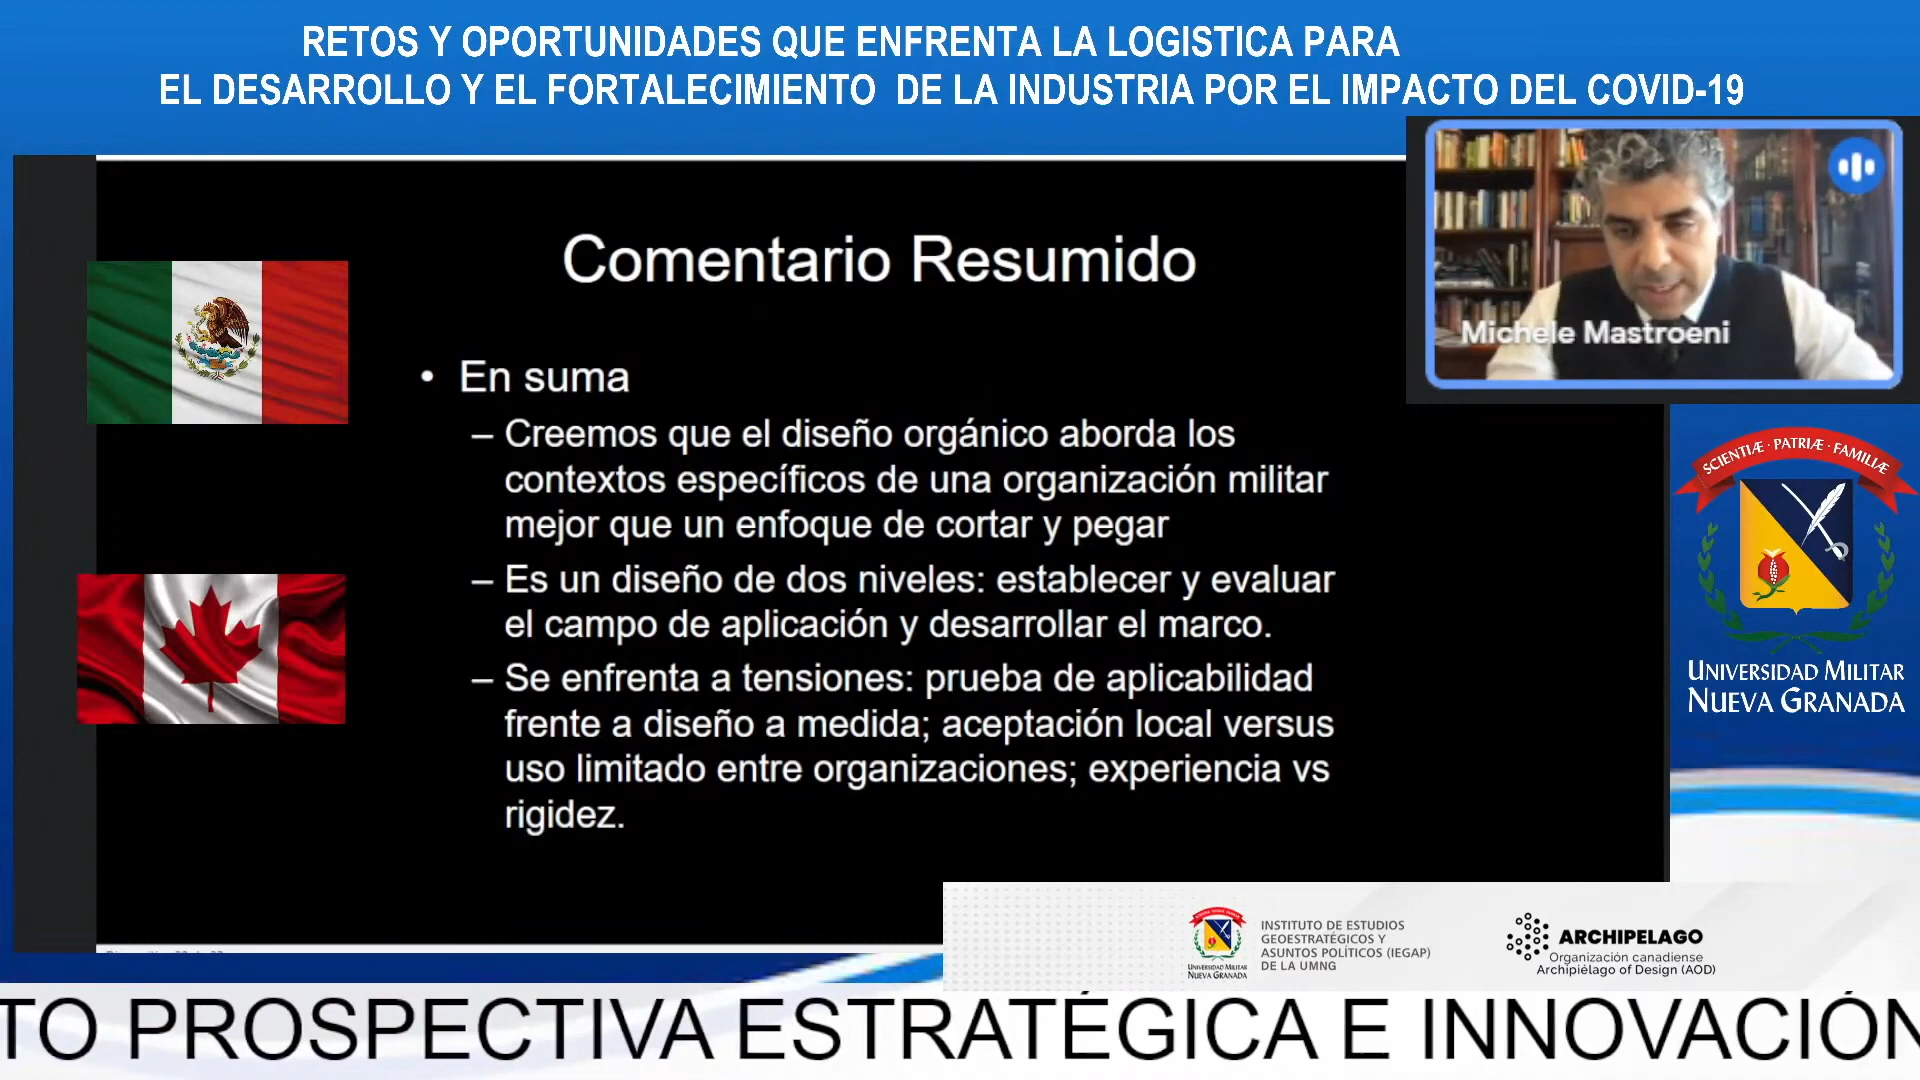 RETOS Y OPORTUNIDADES QUE ENFRENTA LA LOGISTICA PARA
EL DESARROLLO Y EL FORTALECIMIENTO DE LA INDUSTRIA POR EL IMPACTO DEL COVID-19
Michele Mastroeni
Comentario Resumido
• En suma
– Creemos que el diseño orgánico aborda los
contextos específicos de una organización militar
mejor que un enfoque de cortar y pegar
– Es un diseño de dos niveles: establecer y evaluar
el campo de aplicación y desarrollar el marco.
– Se enfrenta a tensiones: prueba de aplicabilidad
frente a diseño a medida; aceptación local versus
uso limitado entre organizaciones; experiencia vs
rigidez.
SCIENTIÆ · PATRIÆ · FAMILIÆ
UNIVERSIDAD MILITAR
NUEVA GRANADA
UNIVERSIDAD MILITAR
NUEVA GRANADA
INSTITUTO DE ESTUDIOS
GEOESTRATÉGICOS Y
ASUNTOS POLÍTICOS (IEGAP)
DE LA UMNG
ARCHIPELAGO
Organización canadiense
Archipiélago of Design (AOD)
TO PROSPECTIVA ESTRATÉGICA E INNOVACIÓN